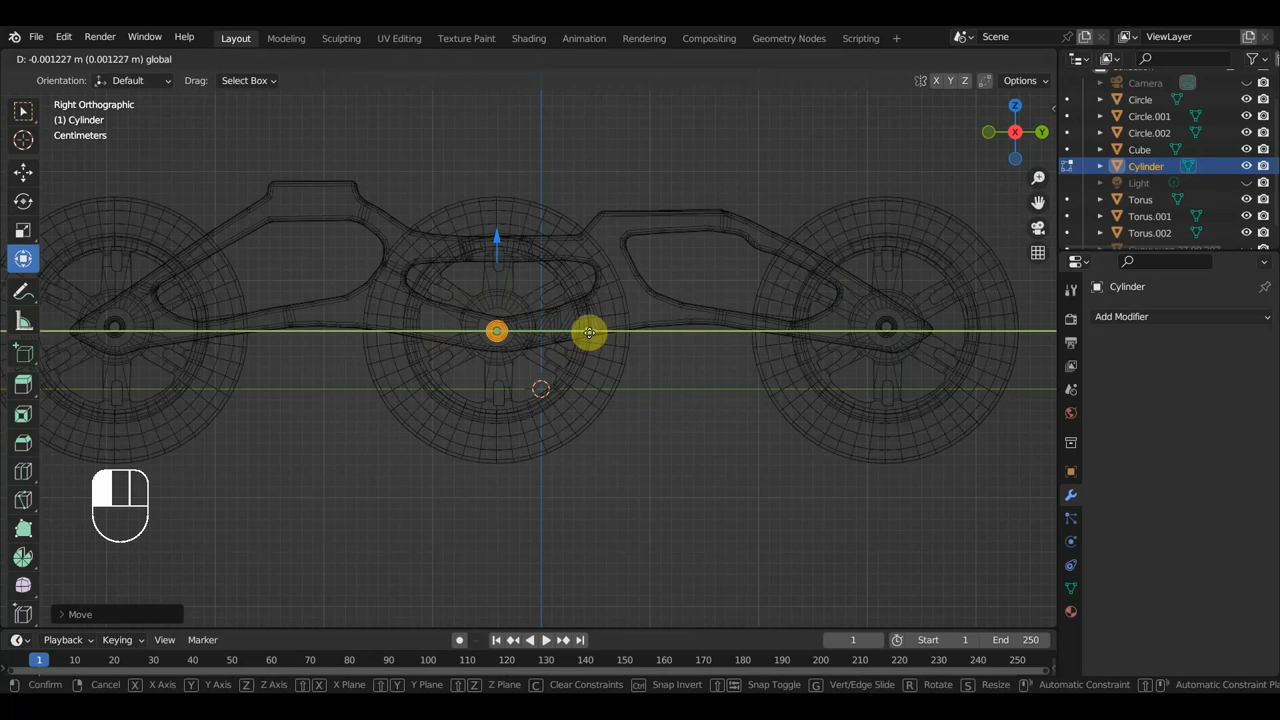 File Edit Render Window Help Layout Modeling Sculpting UV Editing Texture Paint Shading Animation Rendering Compositing Geometry Nodes Scripting + Scene ViewLayer
D: -0.001227 m (0.001227 m) global
Orientation: Default Drag: Select Box X Y Z Options
Right Orthographic
(1) Cylinder
Centimeters
Z
X
Y
Camera
Circle
Circle.001
Circle.002
Cube
Cylinder
Light
Torus
Torus.001
Torus.002
Cylinder
Add Modifier
> Move
Playback Keying View Marker 1 Start 1 End 250
1 10 20 30 40 50 60 70 80 90 100 110 120 130 140 150 160 170 180 190 200 210 220 230 240 250
Confirm Cancel X X Axis Y Y Axis Z Z Axis X X Plane Y Y Plane Z Z Plane C Clear Constraints Ctrl Snap Invert Snap Toggle G Vert/Edge Slide R Rotate S Resize Automatic Constraint Automatic Constraint Plane